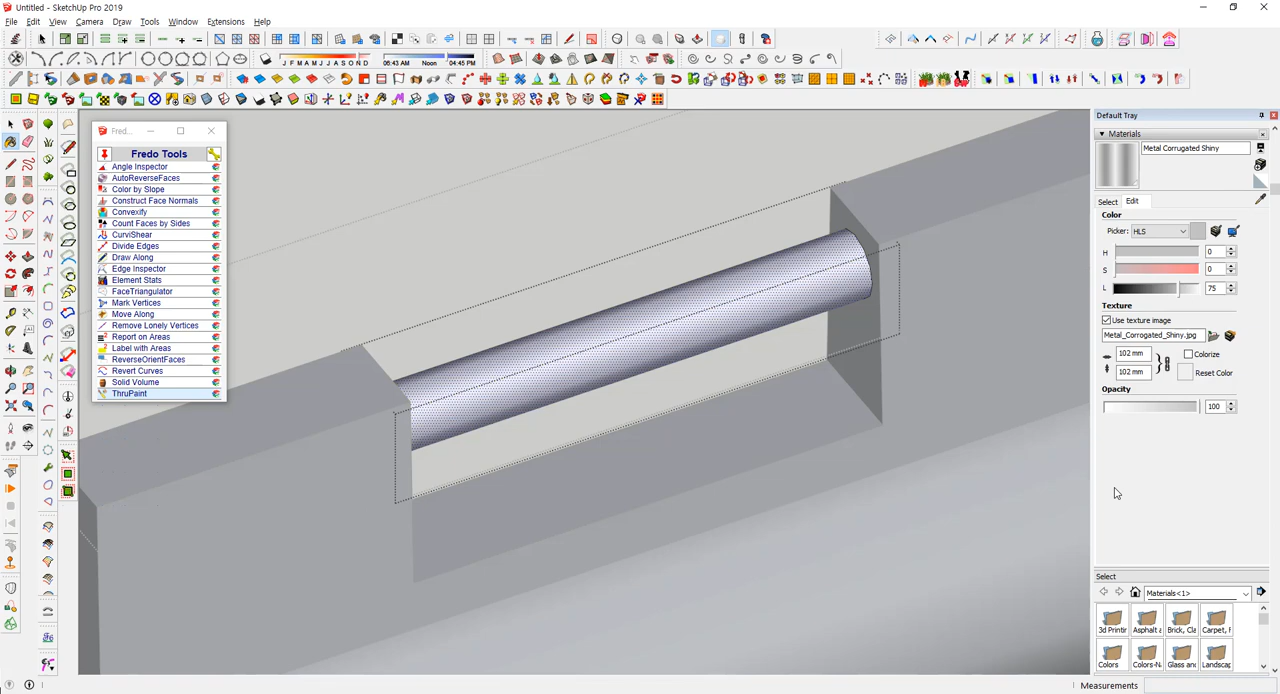 Untitled - SketchUp Pro 2019
File Edit View Camera Draw Tools Window Extensions Help
J F M A M J J A S O N D
06:43 AM Noon 04:45 PM
Fred...
Fredo Tools
Angle Inspector
AutoReverseFaces
Color by Slope
Construct Face Normals
Convexify
Count Faces by Sides
CurviShear
Divide Edges
Draw Along
Edge Inspector
Element Stats
FaceTriangulator
Mark Vertices
Move Along
Remove Lonely Vertices
Report on Areas
Label with Areas
ReverseOrientFaces
Revert Curves
Solid Volume
ThruPaint
Default Tray
Materials
Metal Corrugated Shiny
Select Edit
Color
Picker: HLS
H 0
S 0
L 75
Texture
Use texture image
Metal_Corrogated_Shiny.jpg
102 mm Colorize
102 mm Reset Color
Opacity
100
Select
Materials<1>
3d Printir Asphalt a Brick, Cla Carpet, F
Colors Colors-N Glass anc Landscap
Measurements